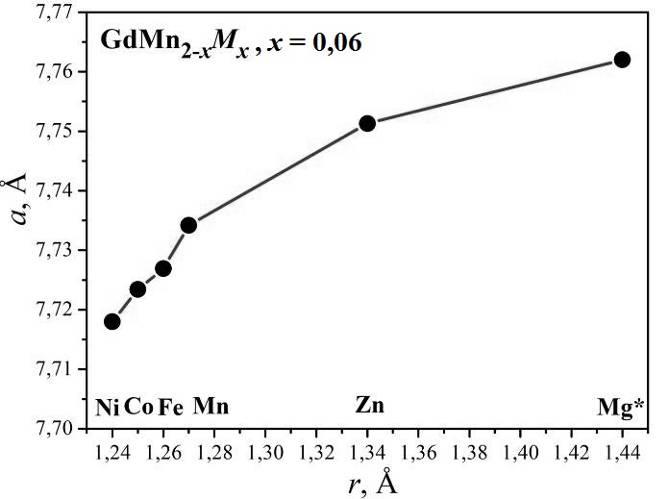 GdMn2-xMx , x = 0,06
7,77
7,76
7,75
7,74
7,73
7,72
7,71
7,70
a, Å
Ni Co Fe Mn Zn Mg*
1,24 1,26 1,28 1,30 1,32 1,34 1,36 1,38 1,40 1,42 1,44
r, Å